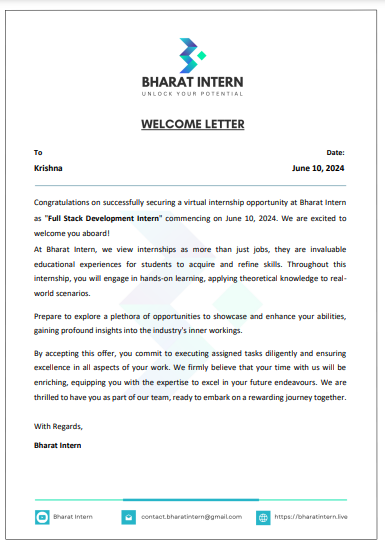 BHARAT INTERN
UNLOCK YOUR POTENTIAL
WELCOME LETTER
To
Date:
Krishna
June 10, 2024
Congratulations on successfully securing a virtual internship opportunity at Bharat Intern
as "Full Stack Development Intern" commencing on June 10, 2024. We are excited to
welcome you aboard!
At Bharat Intern, we view internships as more than just jobs, they are invaluable
educational experiences for students to acquire and refine skills. Throughout this
internship, you will engage in hands-on learning, applying theoretical knowledge to real-
world scenarios.
Prepare to explore a plethora of opportunities to showcase and enhance your abilities,
gaining profound insights into the industry's inner workings.
By accepting this offer, you commit to executing assigned tasks diligently and ensuring
excellence in all aspects of your work. We firmly believe that your time with us will be
enriching, equipping you with the expertise to excel in your future endeavours. We are
thrilled to have you as part of our team, ready to embark on a rewarding journey together.
With Regards,
Bharat Intern
Bharat Intern
contact.bharatintern@gmail.com
https://bharatintern.live